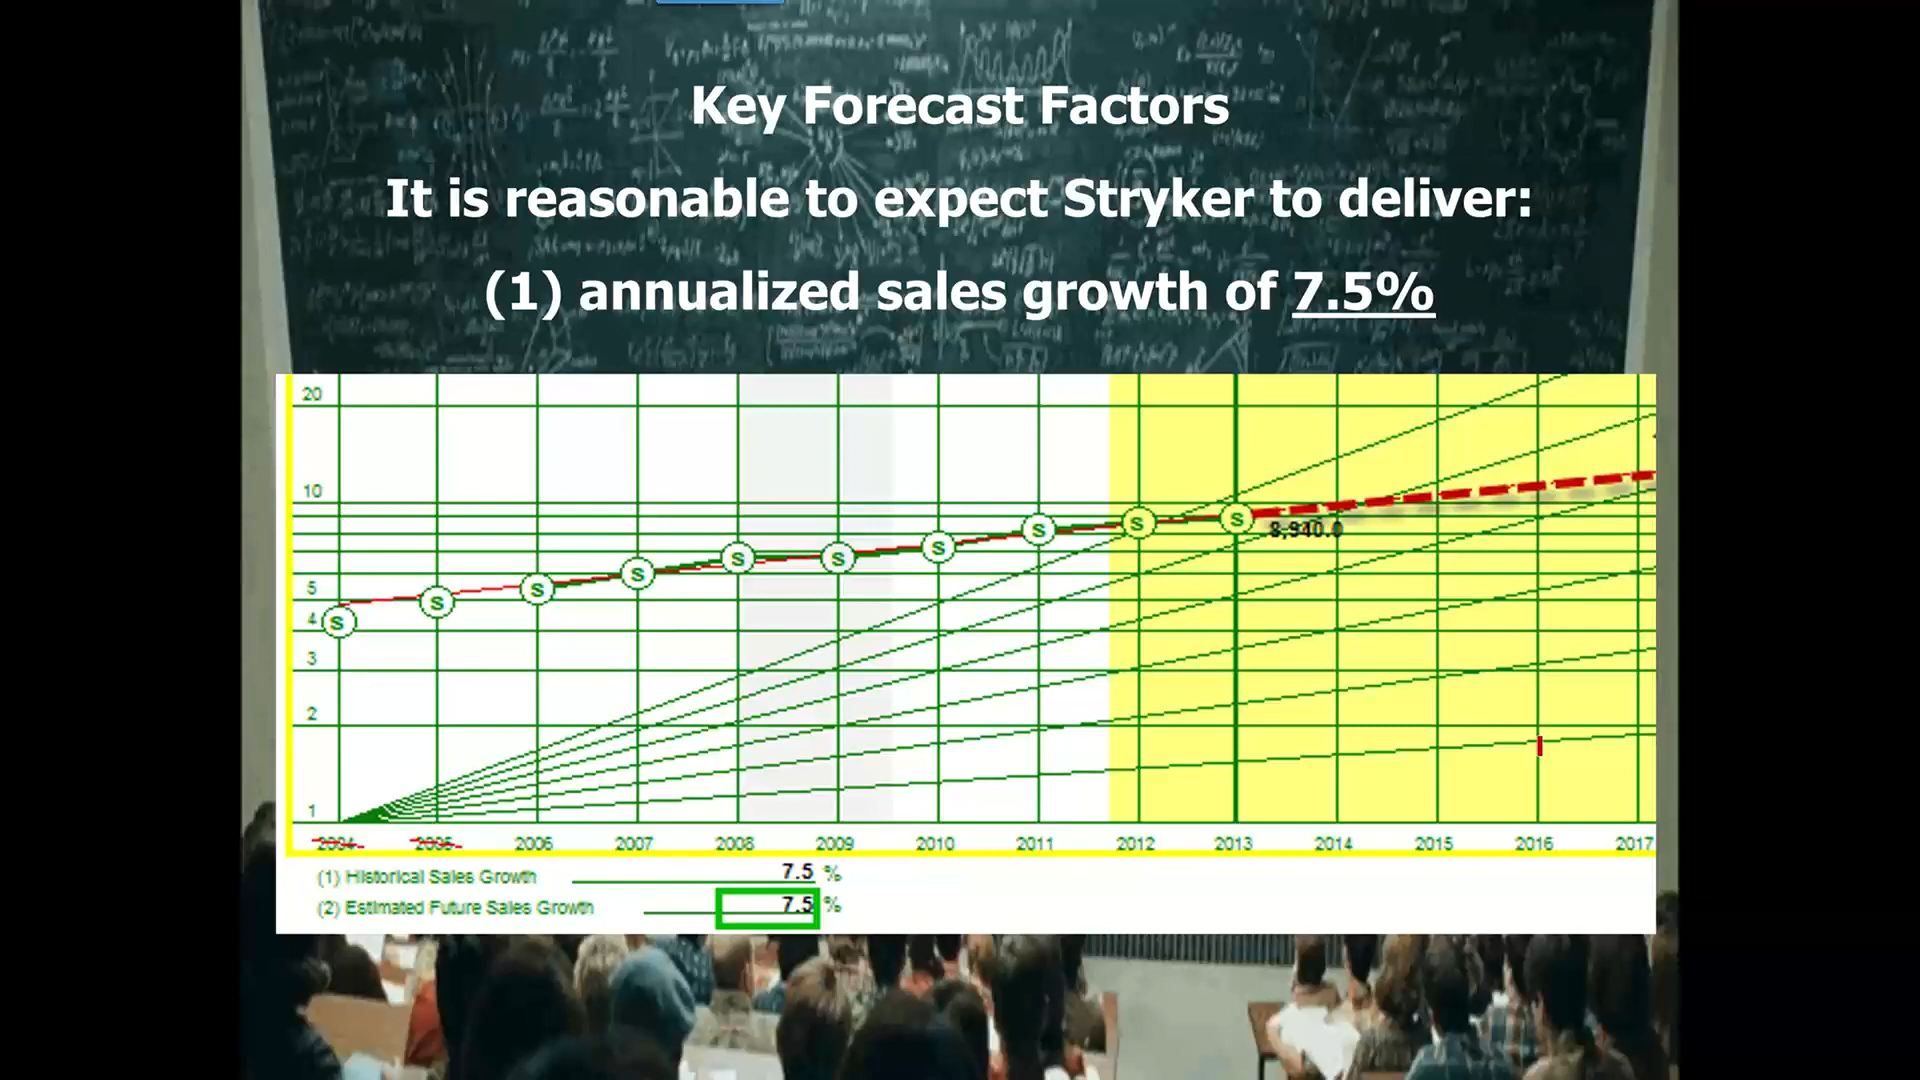 Key Forecast Factors
It is reasonable to expect Stryker to deliver:
(1) annualized sales growth of 7.5%
20
10
5
4
3
2
1
S S S S S S S S S S
8,940.0
2004 2005 2006 2007 2008 2009 2010 2011 2012 2013 2014 2015 2016 2017
(1) Historical Sales Growth 7.5 %
(2) Estimated Future Sales Growth 7.5 %